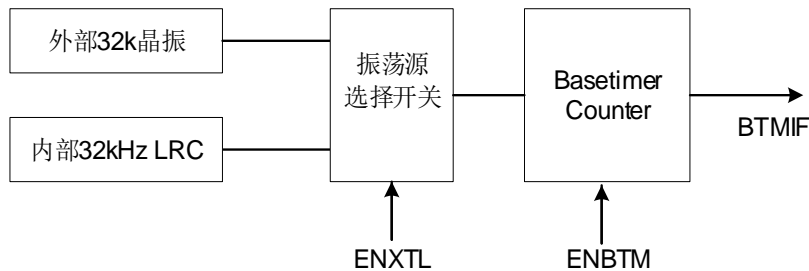 外部32k晶振
内部32kHz LRC
振荡源
选择开关
Basetimer
Counter
BTMIF
ENXTL
ENBTM